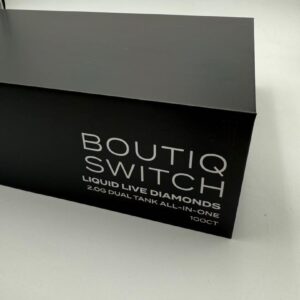 BOUTIQ
SWITCH
LIQUID LIVE DIAMONDS
2.0G DUAL TANK ALL-IN-ONE
100CT